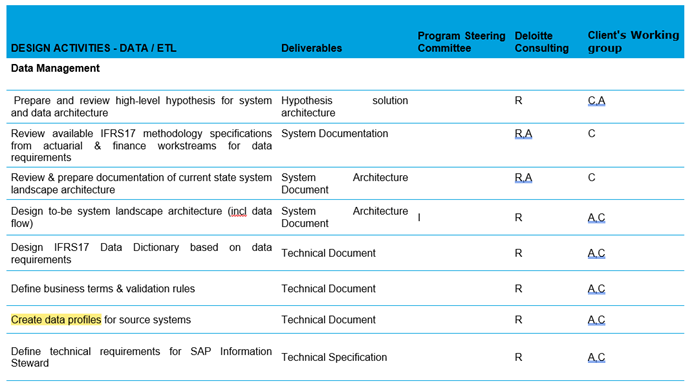 DESIGN ACTIVITIES - DATA / ETL Deliverables Program Steering Committee Deloitte Consulting Client's Working group
Data Management
Prepare and review high-level hypothesis for system and data architecture Hypothesis solution architecture R C,A
Review available IFRS17 methodology specifications from actuarial & finance workstreams for data requirements System Documentation R,A C
Review & prepare documentation of current state system landscape architecture System Architecture Document R,A C
Design to-be system landscape architecture (incl data flow) System Architecture Document I R A,C
Design IFRS17 Data Dictionary based on data requirements Technical Document R A,C
Define business terms & validation rules Technical Document R A,C
Create data profiles for source systems Technical Document R A,C
Define technical requirements for SAP Information Steward Technical Specification R A,C